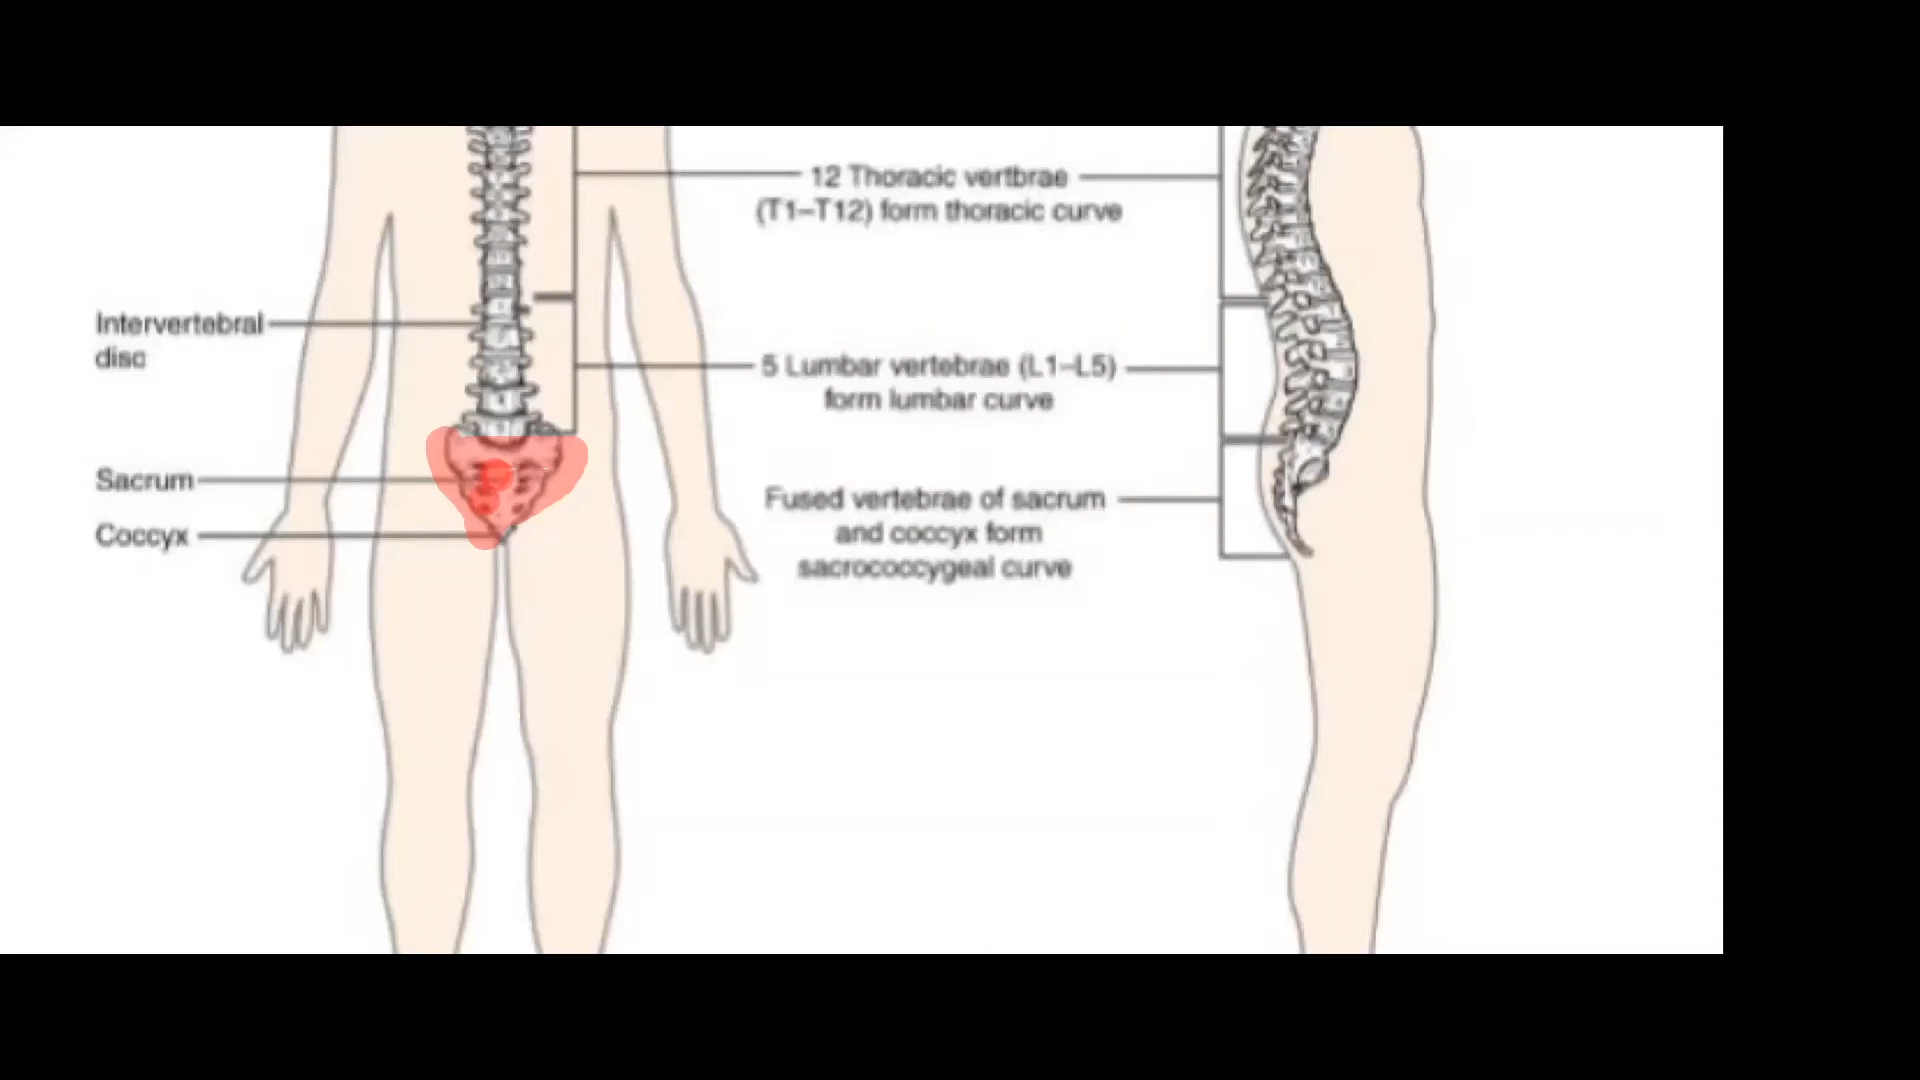 12 Thoracic vertbrae
(T1–T12) form thoracic curve
Intervertebral
disc
5 Lumbar vertebrae (L1–L5)
form lumbar curve
Sacrum
Coccyx
Fused vertebrae of sacrum
and coccyx form
sacrococcygeal curve